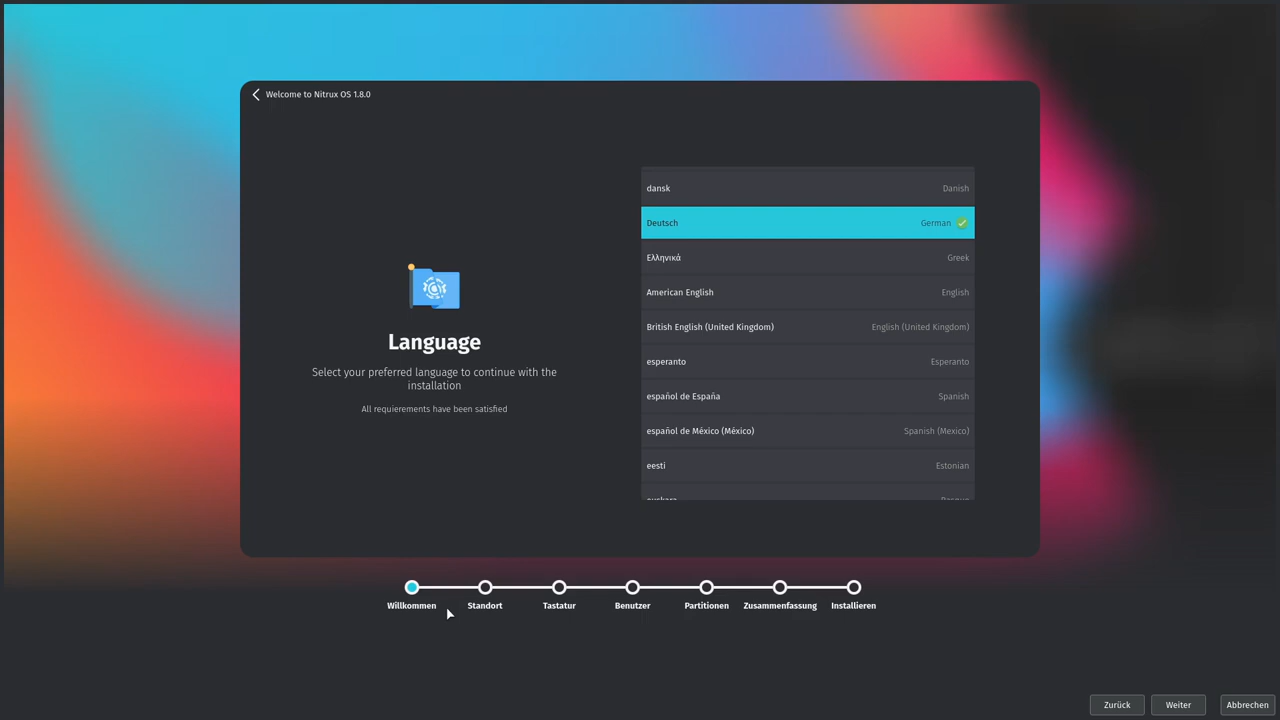 Welcome to Nitrux OS 1.8.0
Language
Select your preferred language to continue with the
installation
All requierements have been satisfied
dansk Danish
Deutsch German
Ελληνικά Greek
American English English
British English (United Kingdom) English (United Kingdom)
esperanto Esperanto
español de España Spanish
español de México (México) Spanish (Mexico)
eesti Estonian
euskara Basque
Willkommen Standort Tastatur Benutzer Partitionen Zusammenfassung Installieren
Zurück Weiter Abbrechen